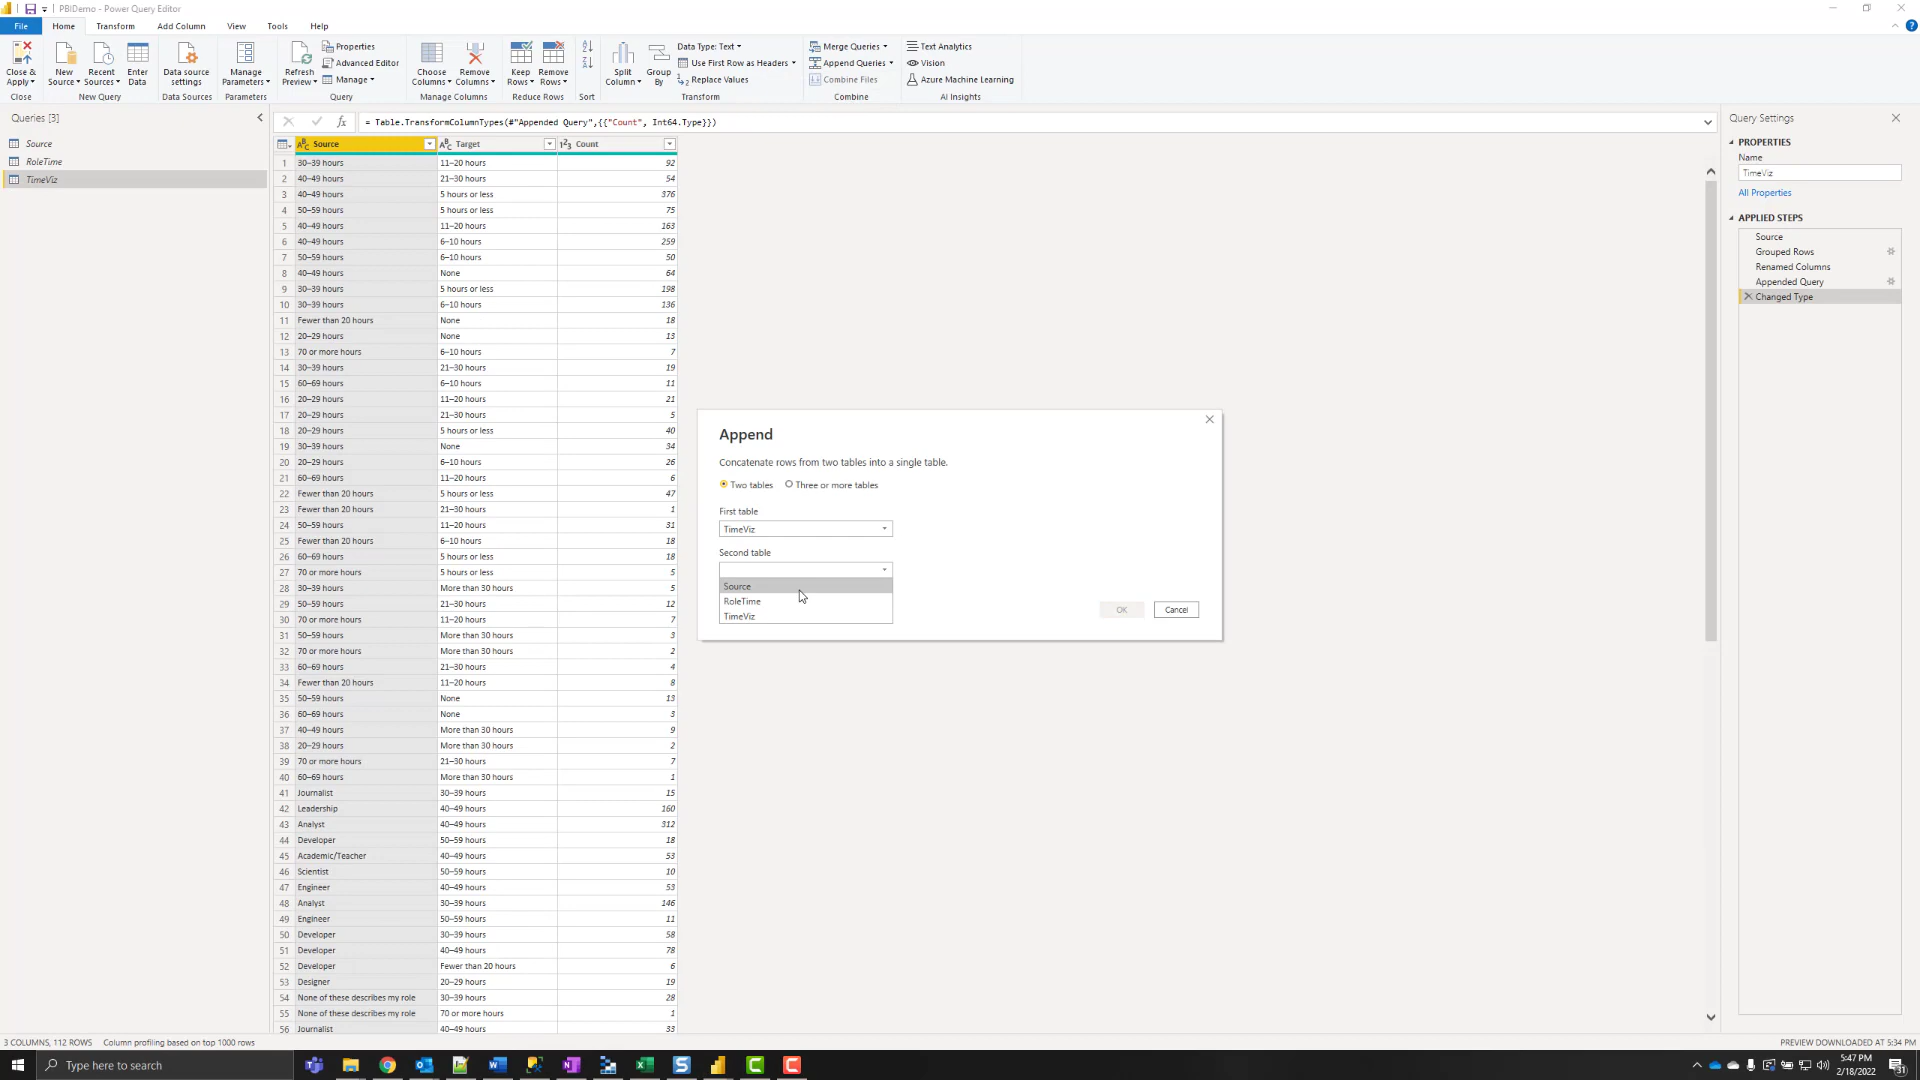 PBIDemo - Power Query Editor
File Home Transform Add Column View Tools Help
Close & Apply
New Source
Recent Sources
Enter Data
Data source settings
Manage Parameters
Refresh Preview
Properties
Advanced Editor
Manage
Choose Columns
Remove Columns
Keep Rows
Remove Rows
Split Column
Group By
Data Type: Text
Use First Row as Headers
Replace Values
Merge Queries
Append Queries
Combine Files
Text Analytics
Vision
Azure Machine Learning
Close New Query Data Sources Parameters Query Manage Columns Reduce Rows Sort Transform Combine AI Insights
Queries [3]
Source
RoleTime
TimeViz
= Table.TransformColumnTypes(#"Appended Query",{{"Count", Int64.Type}})
Source Target Count
1 30–39 hours 11–20 hours 92
2 40–49 hours 21–30 hours 54
3 40–49 hours 5 hours or less 376
4 50–59 hours 5 hours or less 75
5 40–49 hours 11–20 hours 163
6 40–49 hours 6–10 hours 259
7 50–59 hours 6–10 hours 50
8 40–49 hours None 64
9 30–39 hours 5 hours or less 198
10 30–39 hours 6–10 hours 136
11 Fewer than 20 hours None 18
12 20–29 hours None 13
13 70 or more hours 6–10 hours 7
14 30–39 hours 21–30 hours 19
15 60–69 hours 6–10 hours 11
16 20–29 hours 11–20 hours 21
17 20–29 hours 21–30 hours 5
18 20–29 hours 5 hours or less 40
19 30–39 hours None 34
20 20–29 hours 6–10 hours 26
21 60–69 hours 11–20 hours 6
22 Fewer than 20 hours 5 hours or less 47
23 Fewer than 20 hours 21–30 hours 1
24 50–59 hours 11–20 hours 31
25 Fewer than 20 hours 6–10 hours 18
26 60–69 hours 5 hours or less 18
27 70 or more hours 5 hours or less 5
28 30–39 hours More than 30 hours 5
29 50–59 hours 21–30 hours 12
30 70 or more hours 11–20 hours 7
31 50–59 hours More than 30 hours 3
32 70 or more hours More than 30 hours 2
33 60–69 hours 21–30 hours 4
34 Fewer than 20 hours 11–20 hours 8
35 50–59 hours None 13
36 60–69 hours None 3
37 40–49 hours More than 30 hours 9
38 20–29 hours More than 30 hours 2
39 70 or more hours 21–30 hours 7
40 60–69 hours More than 30 hours 1
41 Journalist 30–39 hours 15
42 Leadership 40–49 hours 160
43 Analyst 40–49 hours 312
44 Developer 50–59 hours 18
45 Academic/Teacher 40–49 hours 53
46 Scientist 50–59 hours 10
47 Engineer 40–49 hours 53
48 Analyst 30–39 hours 146
49 Engineer 50–59 hours 11
50 Developer 30–39 hours 58
51 Developer 40–49 hours 78
52 Developer Fewer than 20 hours 6
53 Designer 20–29 hours 19
54 None of these describes my role 30–39 hours 28
55 None of these describes my role 70 or more hours 1
56 Journalist 40–49 hours 33
Append
Concatenate rows from two tables into a single table.
Two tables Three or more tables
First table
TimeViz
Second table
Source
RoleTime
TimeViz
OK Cancel
Query Settings
PROPERTIES
Name
TimeViz
All Properties
APPLIED STEPS
Source
Grouped Rows
Renamed Columns
Appended Query
Changed Type
3 COLUMNS, 112 ROWS Column profiling based on top 1000 rows
PREVIEW DOWNLOADED AT 5:34 PM
Type here to search
5:47 PM
2/18/2022
31